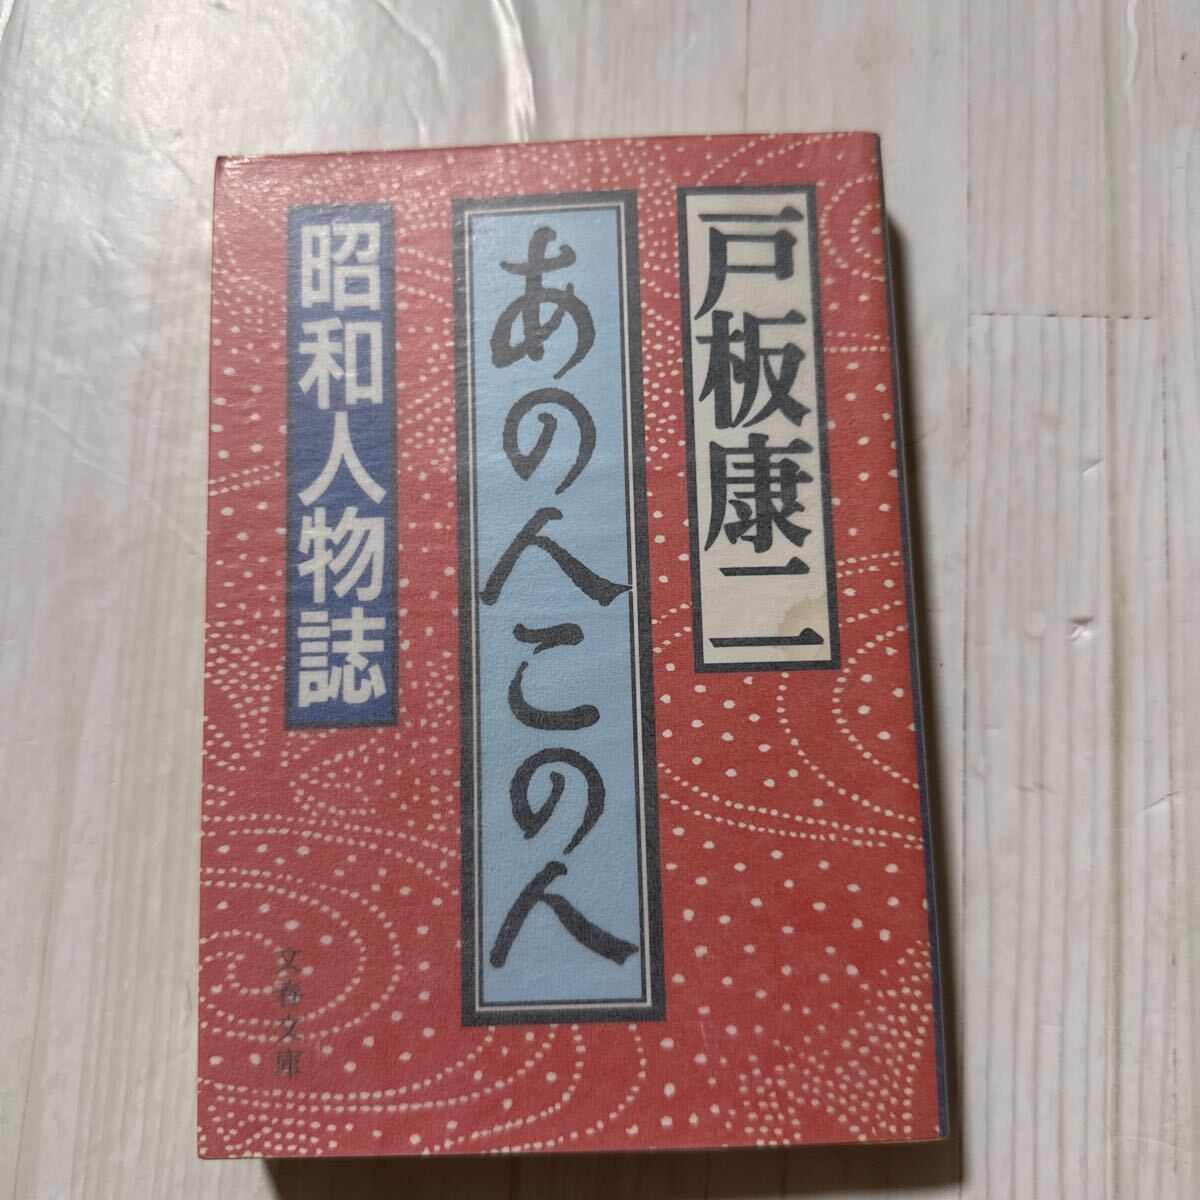 戸板康二
あの人この人
昭和人物誌
文春文庫